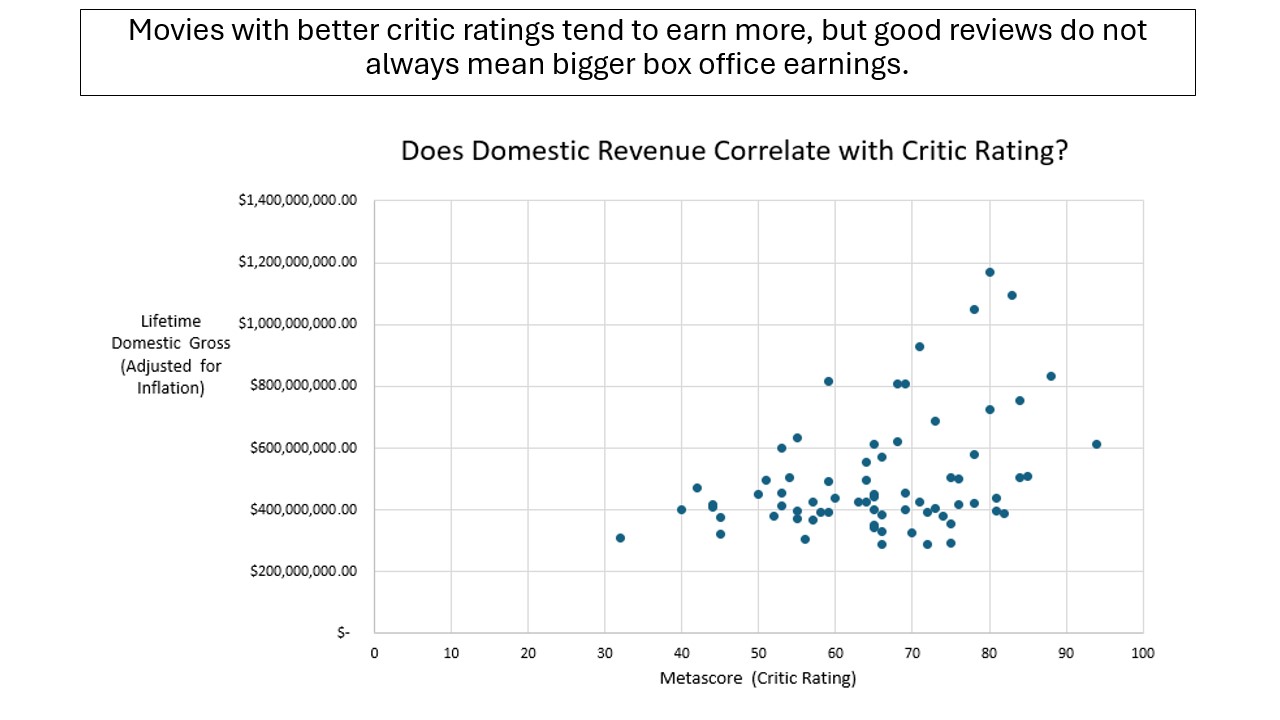 Movies with better critic ratings tend to earn more, but good reviews do not
always mean bigger box office earnings.
Does Domestic Revenue Correlate with Critic Rating?
Lifetime
Domestic Gross
(Adjusted for
Inflation)
$1,400,000,000.00
$1,200,000,000.00
$1,000,000,000.00
$800,000,000.00
$600,000,000.00
$400,000,000.00
$200,000,000.00
$-
0 10 20 30 40 50 60 70 80 90 100
Metascore (Critic Rating)